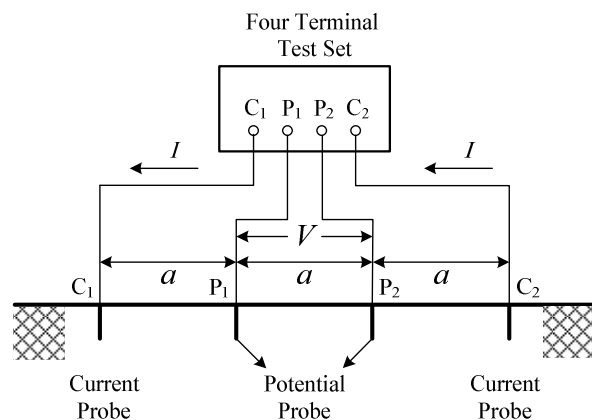 Four Terminal
Test Set
C₁ P₁ P₂ C₂
I I
V
a a a
C₁ P₁ P₂ C₂
Current
Probe
Potential
Probe
Current
Probe